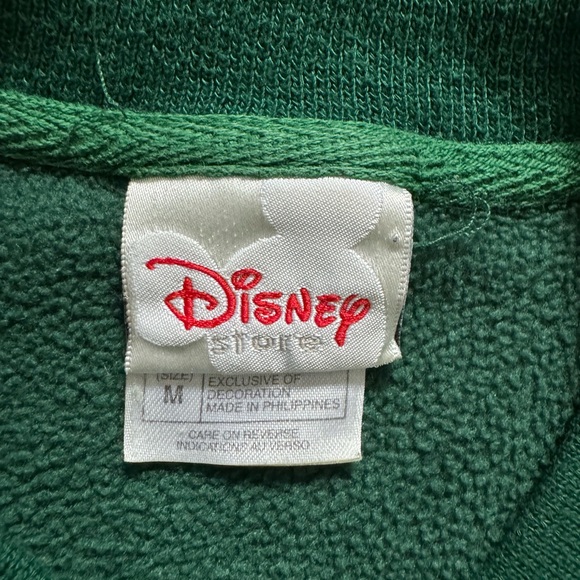 Disney
store
(SIZE)
M
EXCLUSIVE OF
DECORATION
MADE IN PHILIPPINES
CARE ON REVERSE
INDICATIONS AU VERSO